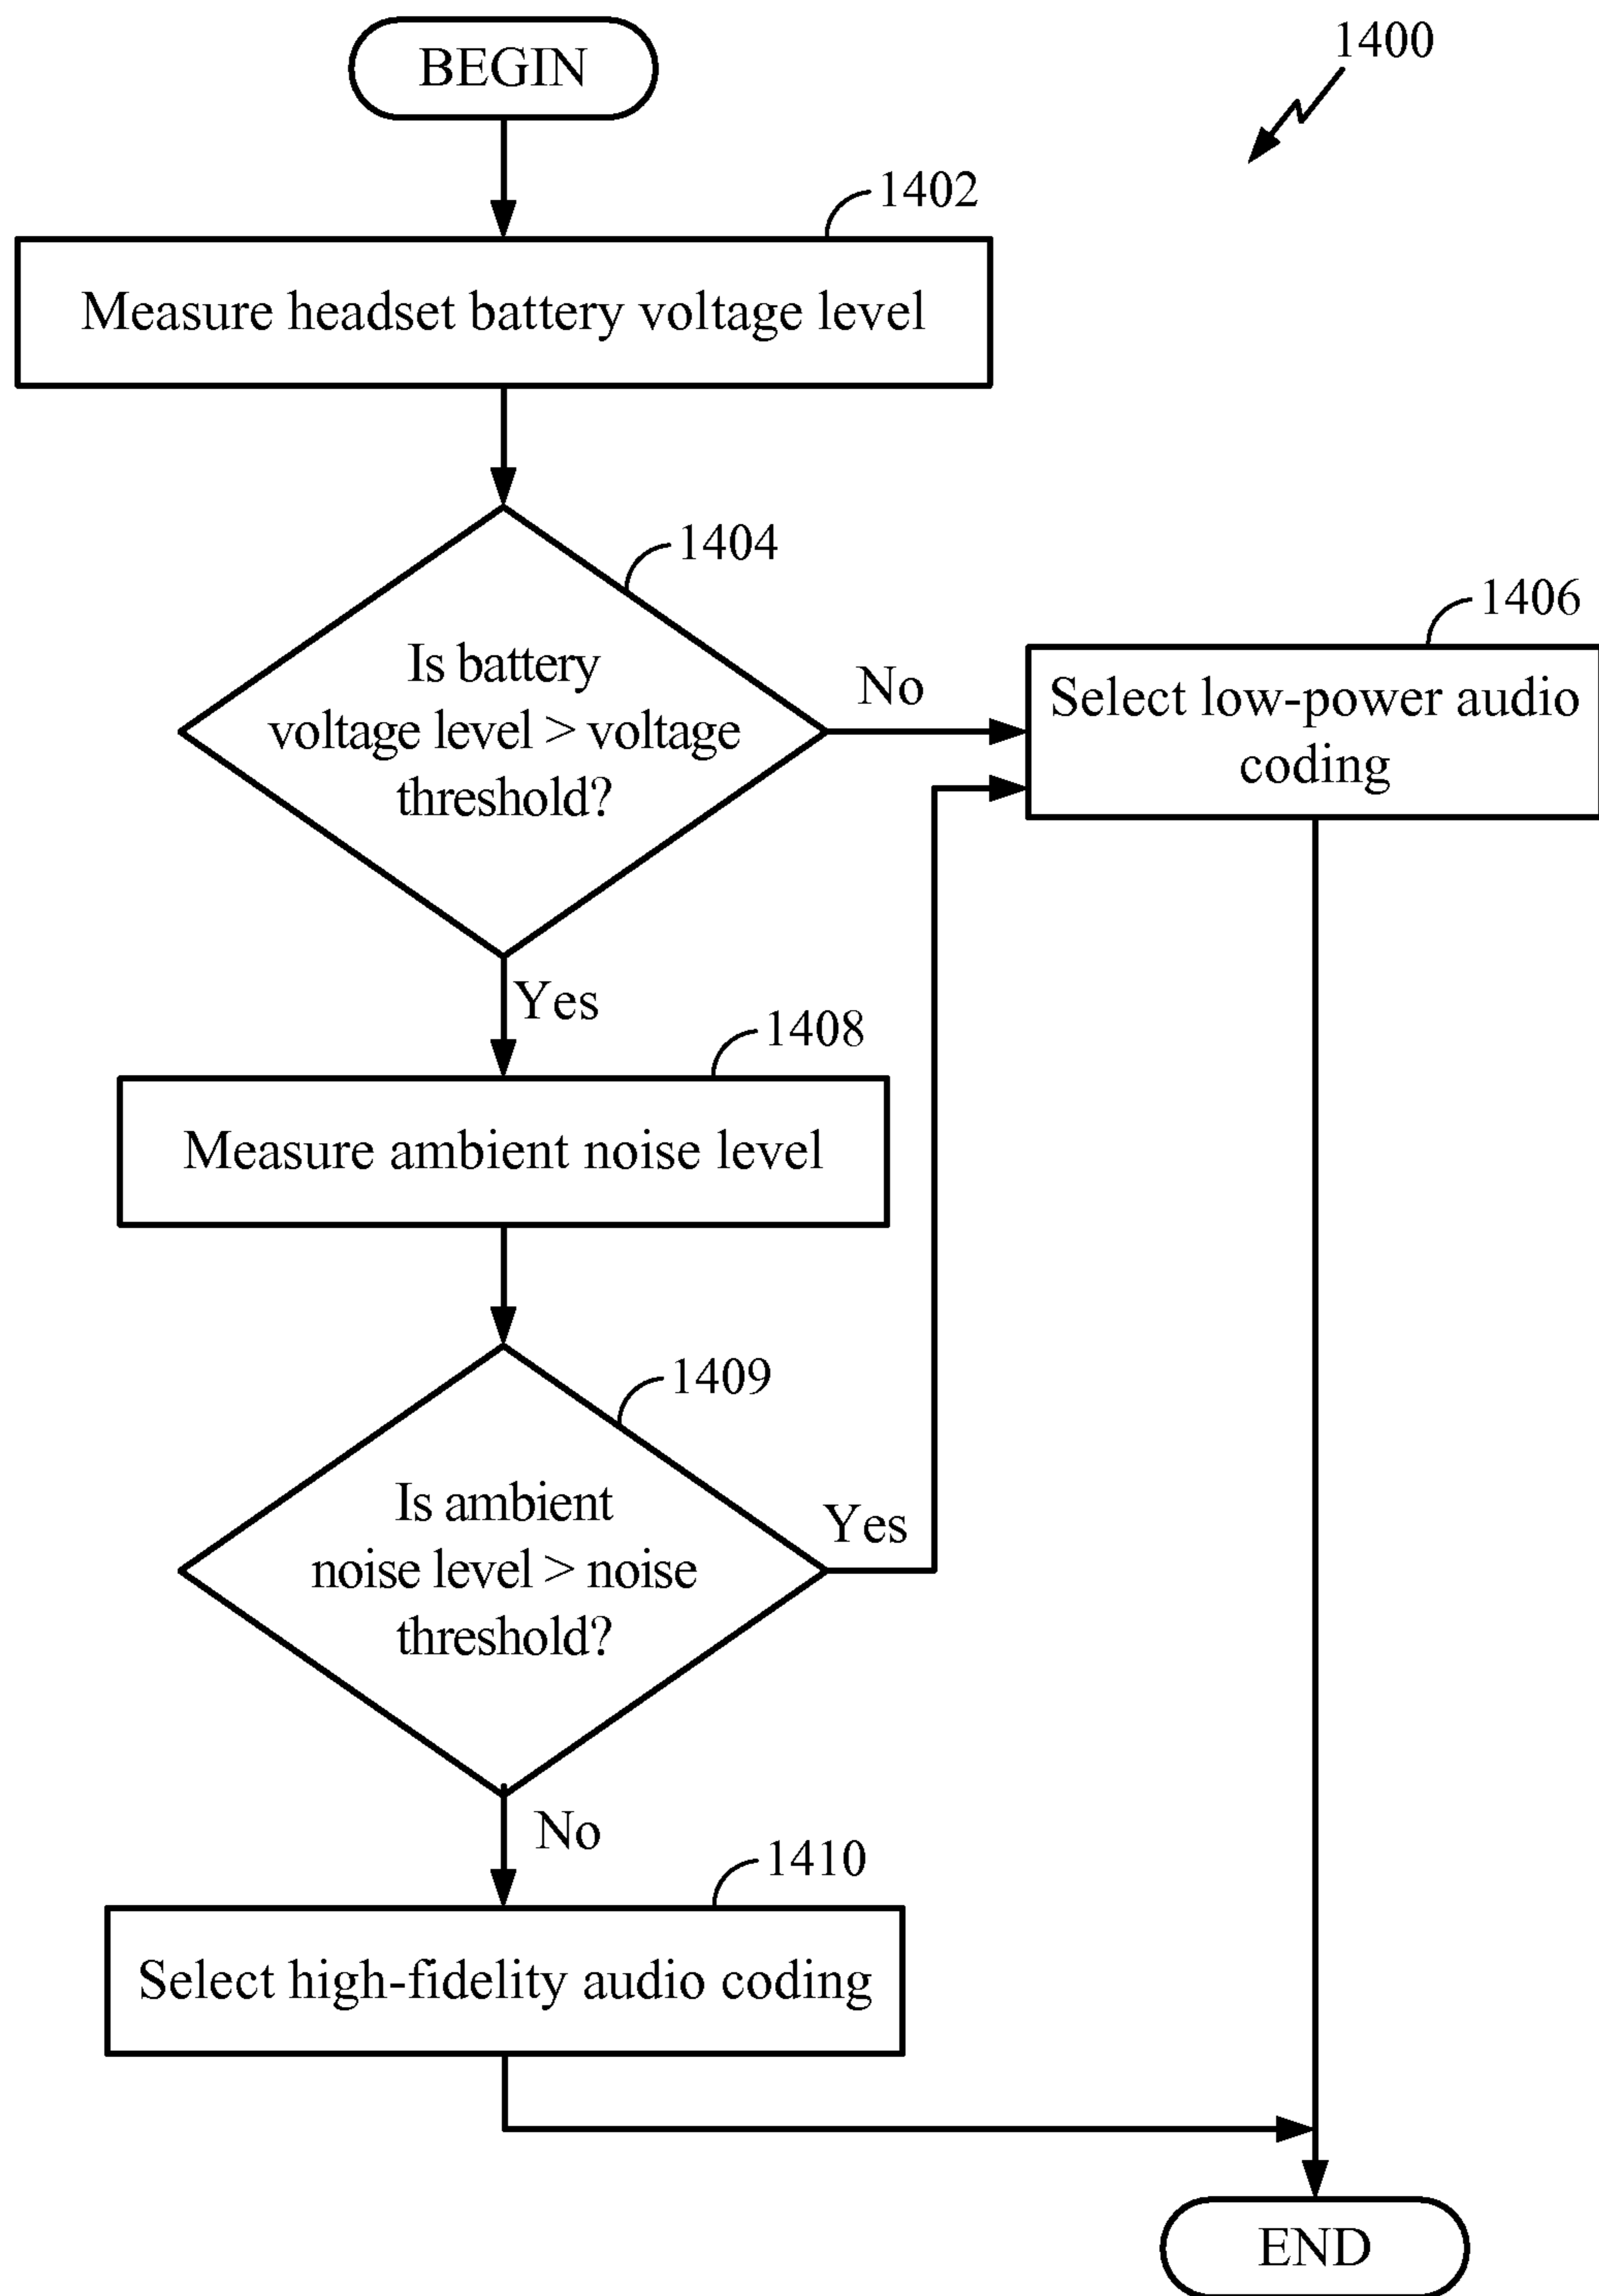 BEGIN
1400
1402
Measure headset battery voltage level
1404
Is battery
voltage level > voltage
threshold?
No
1406
Select low-power audio
coding
Yes
1408
Measure ambient noise level
1409
Is ambient
noise level > noise
threshold?
Yes
No
1410
Select high-fidelity audio coding
END